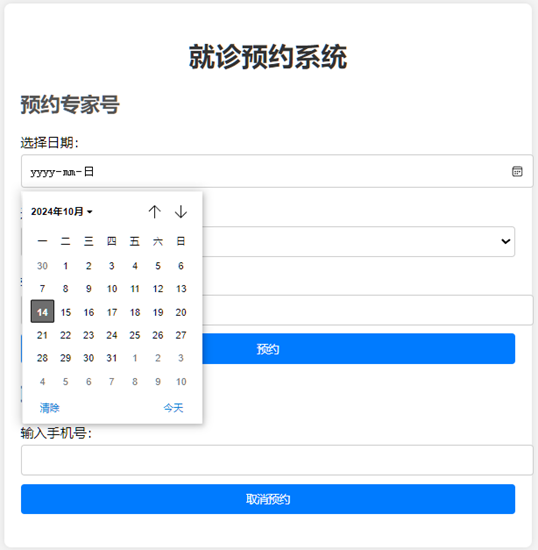 就诊预约系统
预约专家号
选择日期：
yyyy-mm-日
2024年10月
一 二 三 四 五 六 日
30 1 2 3 4 5 6
7 8 9 10 11 12 13
14 15 16 17 18 19 20
21 22 23 24 25 26 27
28 29 30 31 1 2 3
4 5 6 7 8 9 10
清除 今天
预约
输入手机号：
取消预约